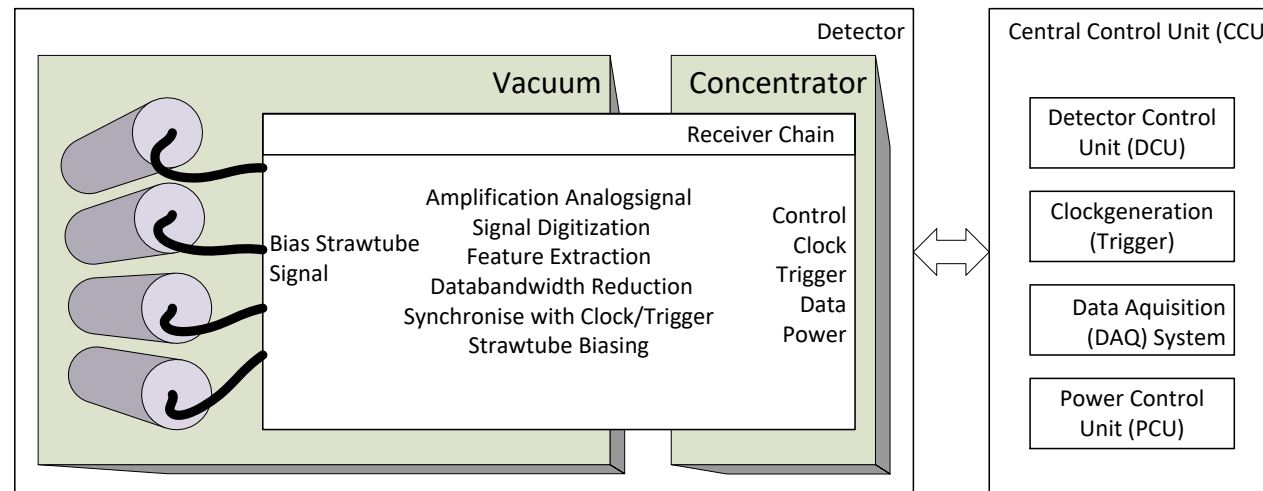 Detector
Vacuum
Concentrator
Receiver Chain
Bias Strawtube
Signal
Amplification Analogsignal
Signal Digitization
Feature Extraction
Databandwidth Reduction
Synchronise with Clock/Trigger
Strawtube Biasing
Control
Clock
Trigger
Data
Power
Central Control Unit (CCU
Detector Control
Unit (DCU)
Clockgeneration
(Trigger)
Data Aquisition
(DAQ) System
Power Control
Unit (PCU)